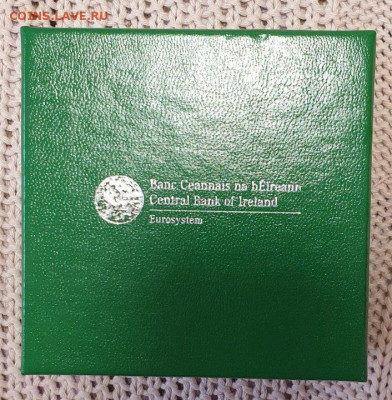 COINS.LAVE.RU
Banc Ceannais na hÉireann
Central Bank of Ireland
Eurosystem